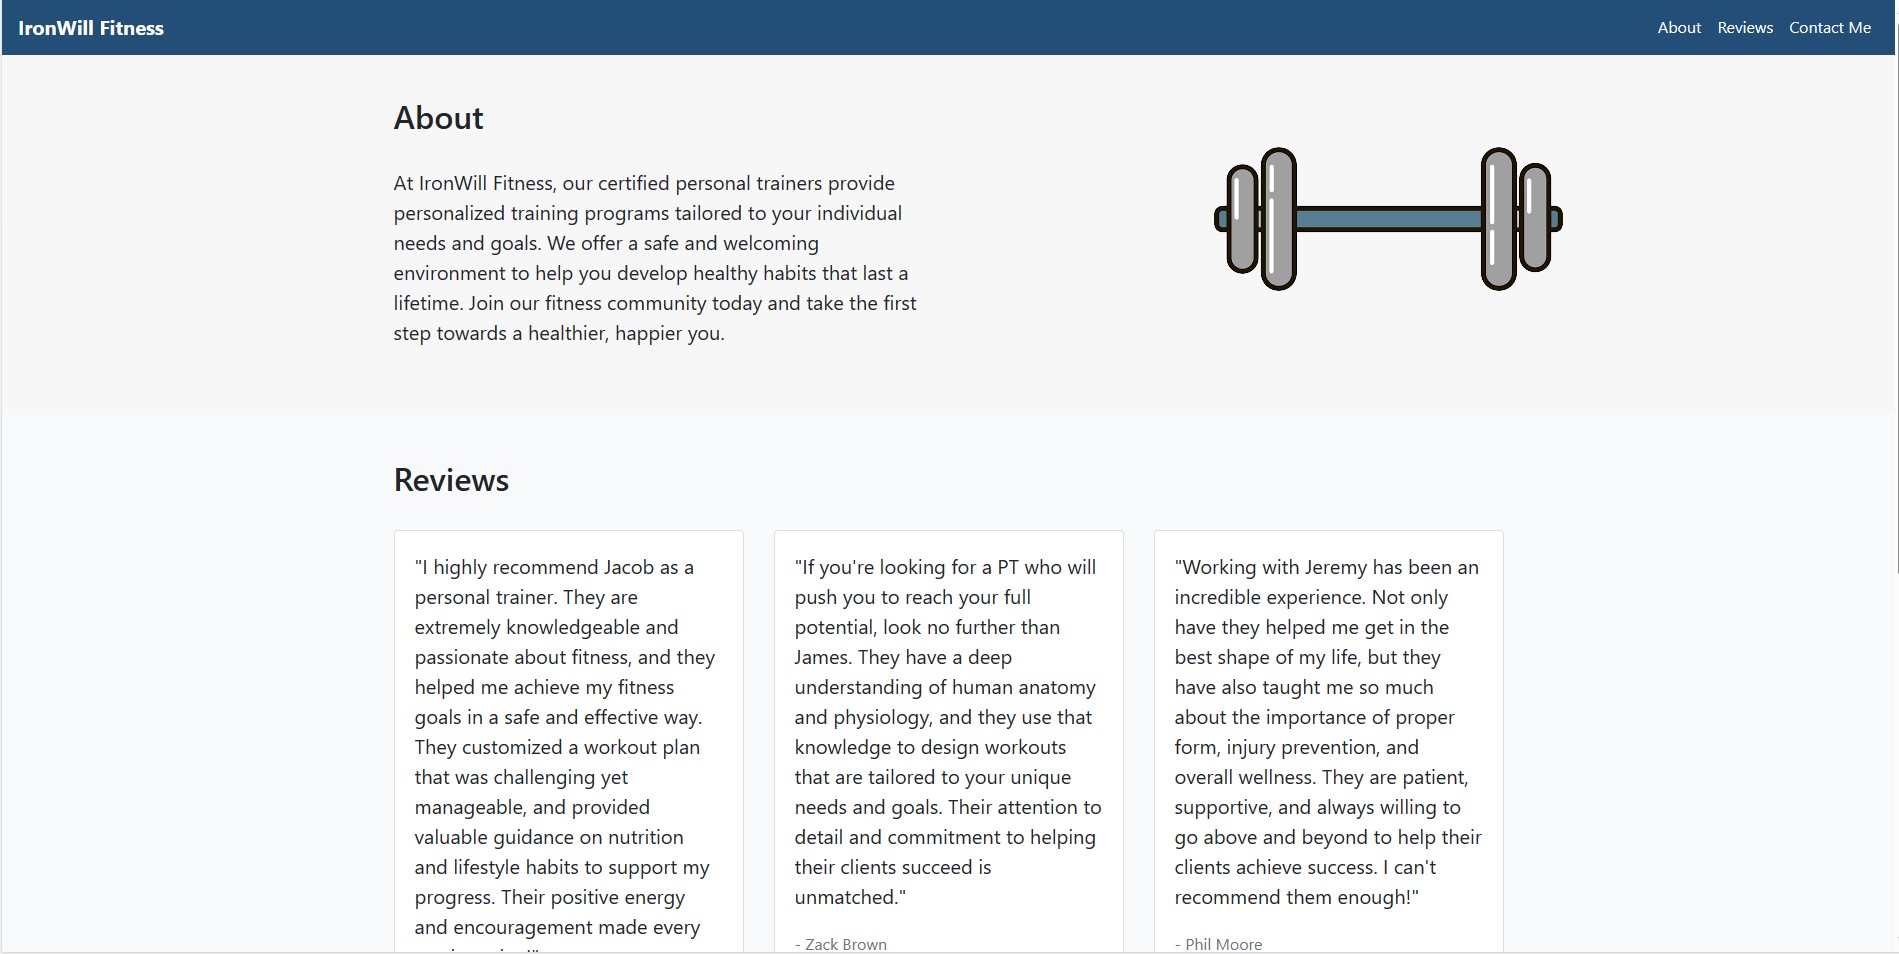 IronWill Fitness
About
Reviews
Contact Me
About
At IronWill Fitness, our certified personal trainers provide
personalized training programs tailored to your individual
needs and goals. We offer a safe and welcoming
environment to help you develop healthy habits that last a
lifetime. Join our fitness community today and take the first
step towards a healthier, happier you.
Reviews
"I highly recommend Jacob as a
personal trainer. They are
extremely knowledgeable and
passionate about fitness, and they
helped me achieve my fitness
goals in a safe and effective way.
They customized a workout plan
that was challenging yet
manageable, and provided
valuable guidance on nutrition
and lifestyle habits to support my
progress. Their positive energy
and encouragement made every
"If you're looking for a PT who will
push you to reach your full
potential, look no further than
James. They have a deep
understanding of human anatomy
and physiology, and they use that
knowledge to design workouts
that are tailored to your unique
needs and goals. Their attention to
detail and commitment to helping
their clients succeed is
unmatched."
- Zack Brown
"Working with Jeremy has been an
incredible experience. Not only
have they helped me get in the
best shape of my life, but they
have also taught me so much
about the importance of proper
form, injury prevention, and
overall wellness. They are patient,
supportive, and always willing to
go above and beyond to help their
clients achieve success. I can't
recommend them enough!"
- Phil Moore